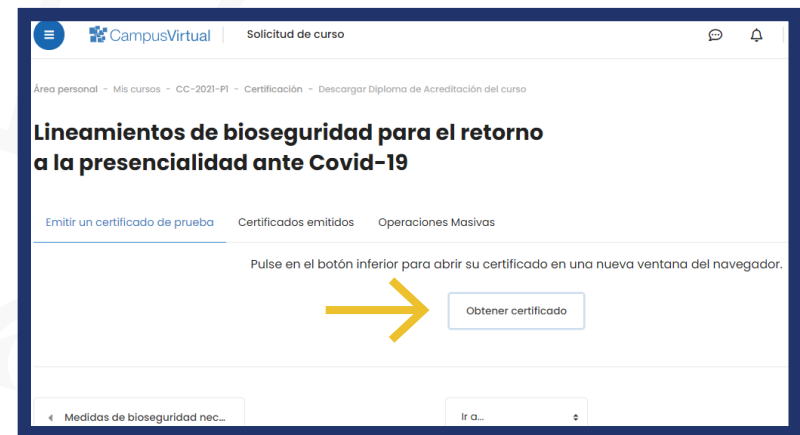 CampusVirtual Solicitud de curso
Área personal - Mis cursos - CC-2021-P1 - Certificación - Descargar Diploma de Acreditación del curso
Lineamientos de bioseguridad para el retorno
a la presencialidad ante Covid-19
Emitir un certificado de prueba Certificados emitidos Operaciones Masivas
Pulse en el botón inferior para abrir su certificado en una nueva ventana del navegador.
Obtener certificado
Medidas de bioseguridad nec... Ir a...